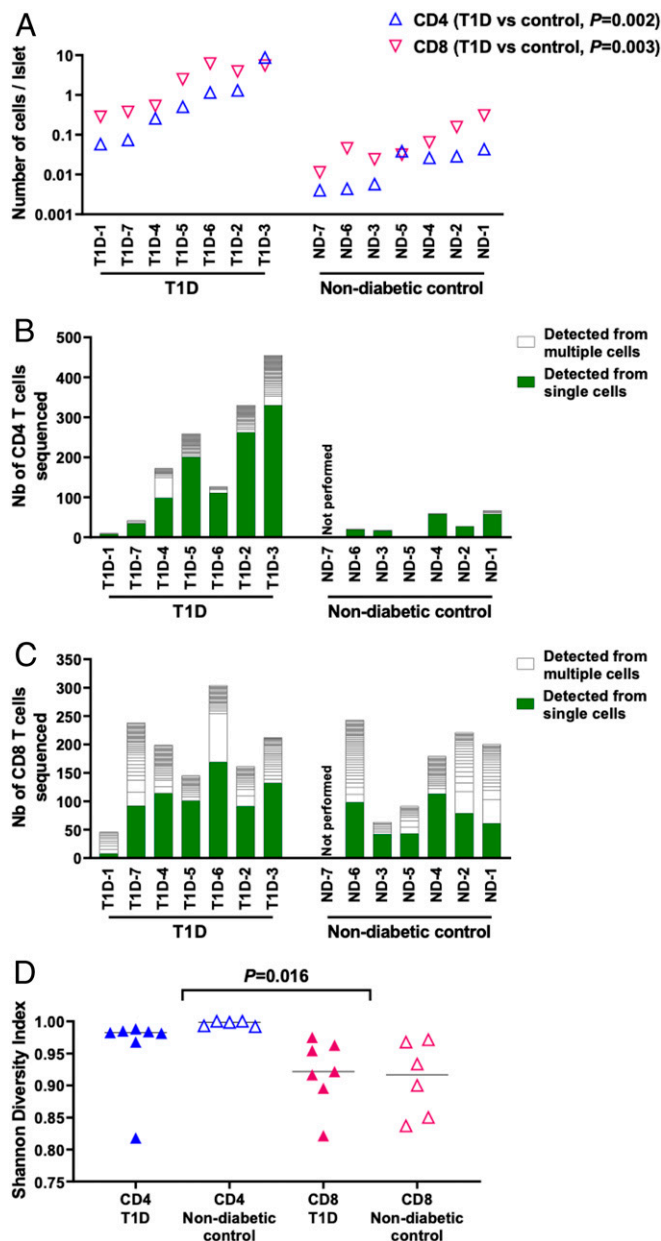 A
CD4 (T1D vs control, P=0.002)
CD8 (T1D vs control, P=0.003)
Number of cells / Islet
10
1
0.1
0.01
0.001
T1D-1
T1D-7
T1D-4
T1D-5
T1D-6
T1D-2
T1D-3
ND-7
ND-6
ND-3
ND-5
ND-4
ND-2
ND-1
T1D
Non-diabetic control
B
Nb of CD4 T cells
sequenced
500
400
300
200
100
0
Not performed
Detected from
multiple cells
Detected from
single cells
T1D-1
T1D-7
T1D-4
T1D-5
T1D-6
T1D-2
T1D-3
ND-7
ND-6
ND-3
ND-5
ND-4
ND-2
ND-1
T1D
Non-diabetic control
C
Nb of CD8 T cells
sequenced
350
300
250
200
150
100
50
0
Not performed
Detected from
multiple cells
Detected from
single cells
T1D-1
T1D-7
T1D-4
T1D-5
T1D-6
T1D-2
T1D-3
ND-7
ND-6
ND-3
ND-5
ND-4
ND-2
ND-1
T1D
Non-diabetic control
D
P=0.016
Shannon Diversity Index
1.00
0.95
0.90
0.85
0.80
0.75
CD4
T1D
CD4
Non-diabetic
control
CD8
T1D
CD8
Non-diabetic
control